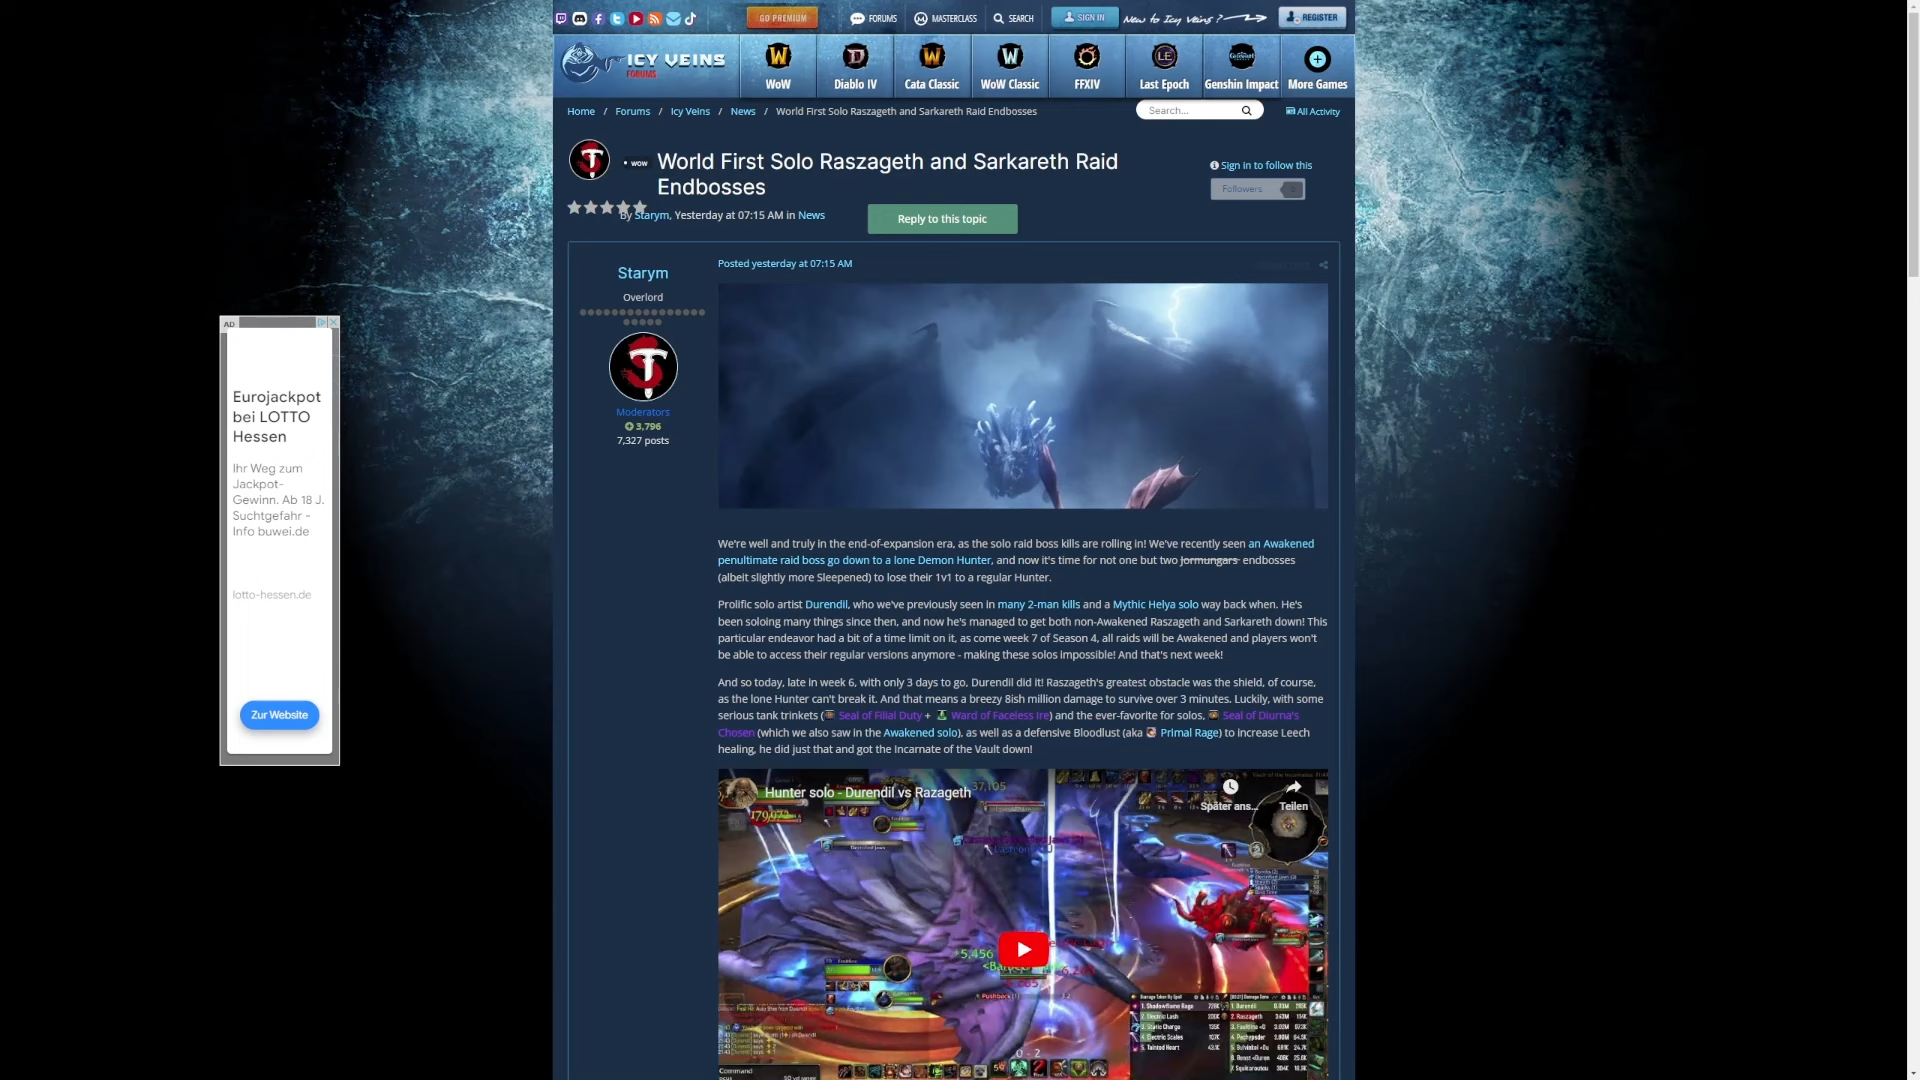 GO PREMIUM
FORUMS
MASTERCLASS
SEARCH
SIGN IN
New to Icy Veins?
REGISTER
ICY VEINS
FORUMS
WoW
Diablo IV
Cata Classic
WoW Classic
FFXIV
Last Epoch
Genshin Impact
More Games
Home / Forums / Icy Veins / News / World First Solo Raszageth and Sarkareth Raid Endbosses
Search...
All Activity
WOW
World First Solo Raszageth and Sarkareth Raid
Endbosses
By Starym, Yesterday at 07:15 AM in News
Reply to this topic
Sign in to follow this
Followers 0
Starym
Overlord
Moderators
3,796
7,327 posts
Posted yesterday at 07:15 AM
We're well and truly in the end-of-expansion era, as the solo raid boss kills are rolling in! We've recently seen an Awakened
penultimate raid boss go down to a lone Demon Hunter, and now it's time for not one but two jormungars endbosses
(albeit slightly more Sleepened) to lose their 1v1 to a regular Hunter.
Prolific solo artist Durendil, who we've previously seen in many 2-man kills and a Mythic Helya solo way back when. He's
been soloing many things since then, and now he's managed to get both non-Awakened Raszageth and Sarkareth down! This
particular endeavor had a bit of a time limit on it, as come week 7 of Season 4, all raids will be Awakened and players won't
be able to access their regular versions anymore - making these solos impossible! And that's next week!
And so today, late in week 6, with only 3 days to go, Durendil did it! Raszageth's greatest obstacle was the shield, of course,
as the lone Hunter can't break it. And that means a breezy 8ish million damage to survive over 3 minutes. Luckily, with some
serious tank trinkets (Seal of Filial Duty + Ward of Faceless Ire) and the ever-favorite for solos, Seal of Diurna's
Chosen (which we also saw in the Awakened solo), as well as a defensive Bloodlust (aka Primal Rage) to increase Leech
healing, he did just that and got the Incarnate of the Vault down!
Hunter solo - Durendil vs Razageth
37,105
Später ans...
Teilen
179,072
5,456
Pushback
0 - 2
Command
AD
Eurojackpot
bei LOTTO
Hessen
Ihr Weg zum
Jackpot-
Gewinn. Ab 18 J.
Suchtgefahr -
Info buwei.de
lotto-hessen.de
Zur Website